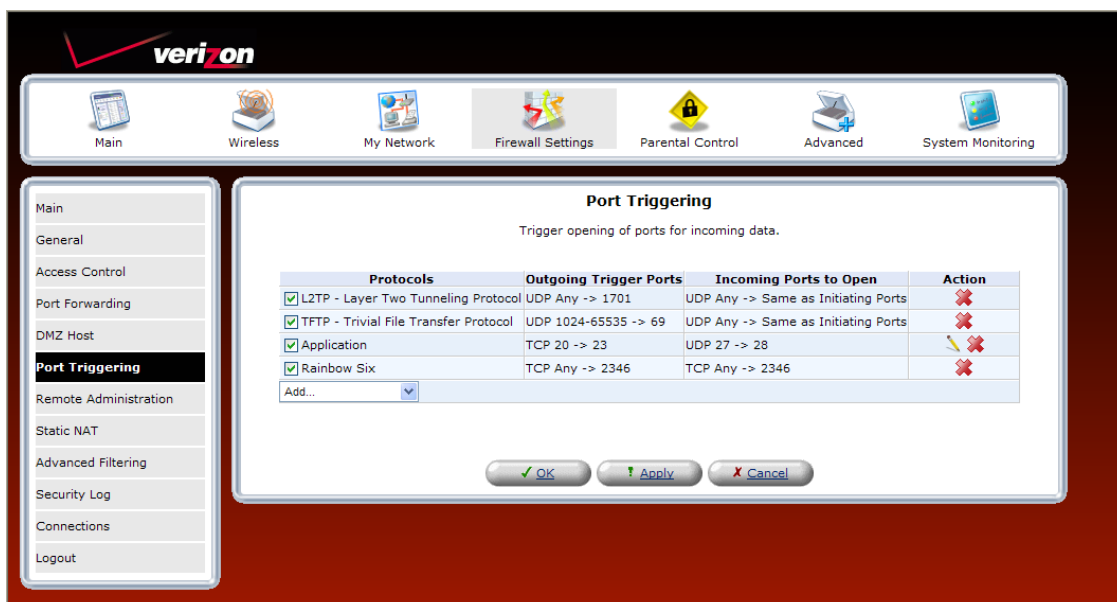 verizon
Main Wireless My Network Firewall Settings Parental Control Advanced System Monitoring
Main
General
Access Control
Port Forwarding
DMZ Host
Port Triggering
Remote Administration
Static NAT
Advanced Filtering
Security Log
Connections
Logout
Port Triggering
Trigger opening of ports for incoming data.
Protocols Outgoing Trigger Ports Incoming Ports to Open Action
L2TP - Layer Two Tunneling Protocol UDP Any -> 1701 UDP Any -> Same as Initiating Ports
TFTP - Trivial File Transfer Protocol UDP 1024-65535 -> 69 UDP Any -> Same as Initiating Ports
Application TCP 20 -> 23 UDP 27 -> 28
Rainbow Six TCP Any -> 2346 TCP Any -> 2346
Add...
OK Apply Cancel